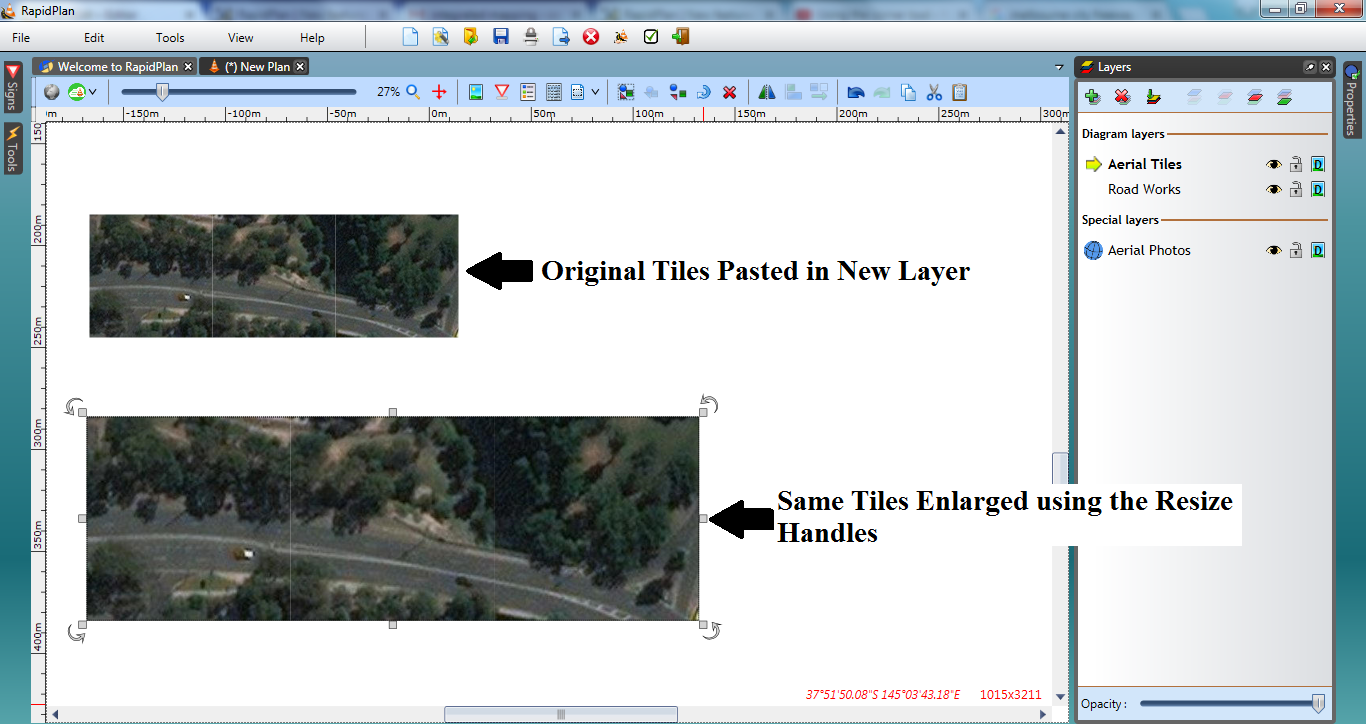 RapidPlan
File Edit Tools View Help
Welcome to RapidPlan (*) New Plan
Layers
Signs
Tools
Properties
27%
0m -150m -100m -50m 0m 50m 100m 150m 200m 250m 300m
150
200m
250m
300m
350m
400m
Diagram layers
Aerial Tiles D
Road Works D
Special layers
Aerial Photos D
Original Tiles Pasted in New Layer
Same Tiles Enlarged using the Resize
Handles
37°51'50.08"S 145°03'43.18"E 1015x3211
Opacity :